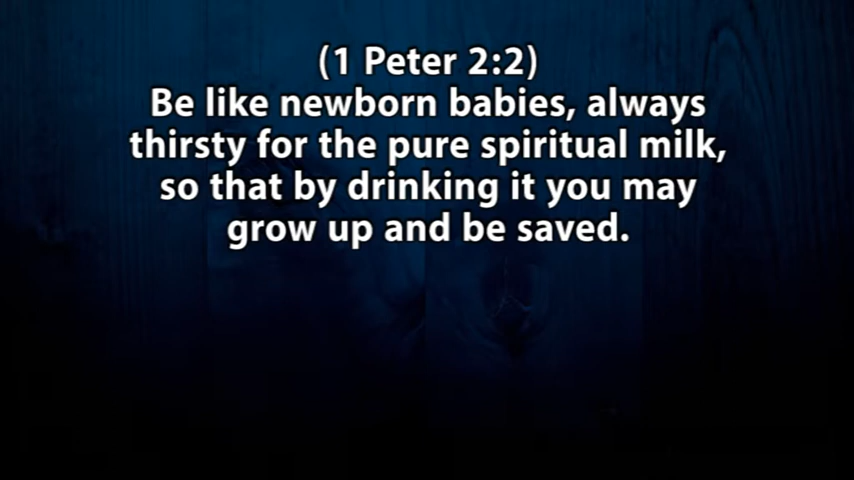 (1 Peter 2:2)
Be like newborn babies, always
thirsty for the pure spiritual milk,
so that by drinking it you may
grow up and be saved.